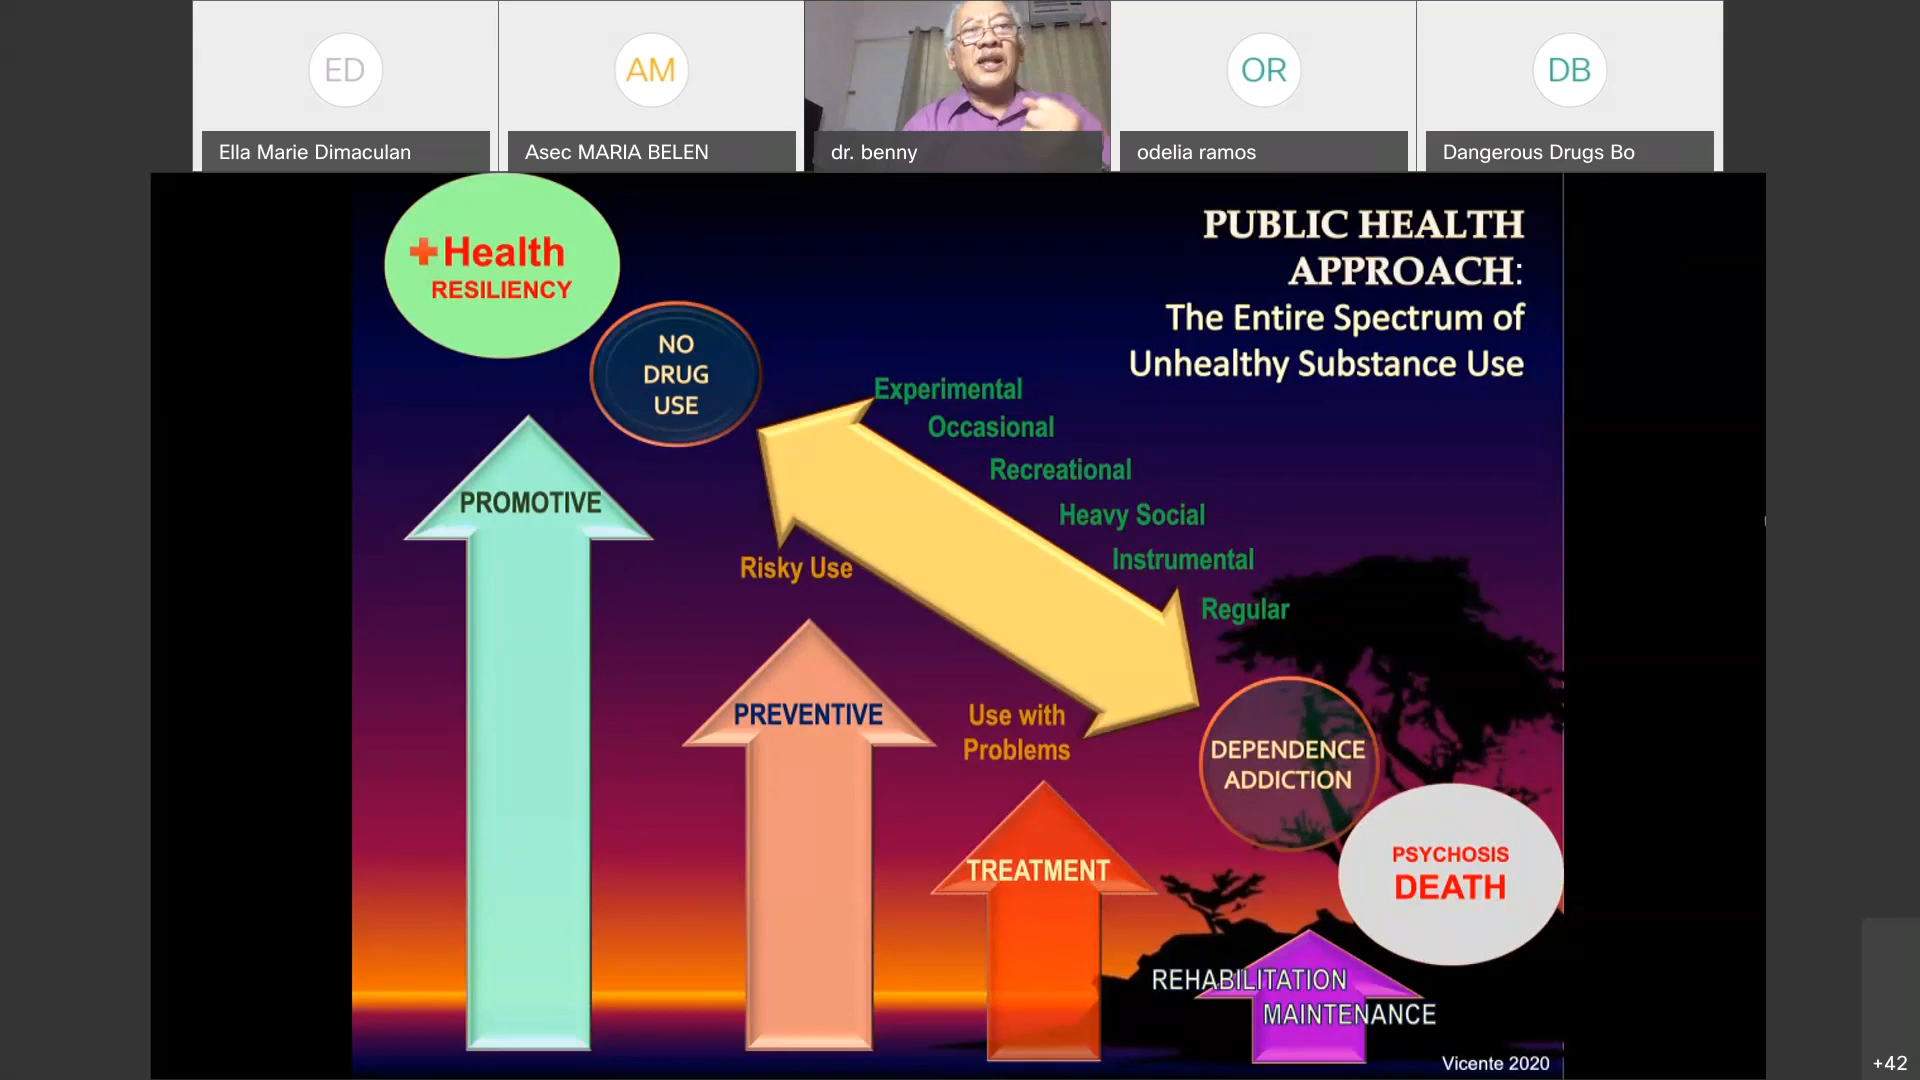 ED
AM
OR
DB
Ella Marie Dimaculan
Asec MARIA BELEN
dr. benny
odelia ramos
Dangerous Drugs Bo
Health
RESILIENCY
PUBLIC HEALTH
APPROACH:
The Entire Spectrum of
Unhealthy Substance Use
NO
DRUG
USE
Experimental
Occasional
Recreational
Heavy Social
Instrumental
Regular
PROMOTIVE
Risky Use
PREVENTIVE
Use with
Problems
DEPENDENCE
ADDICTION
TREATMENT
PSYCHOSIS
DEATH
REHABILITATION
MAINTENANCE
Vicente 2020
+42